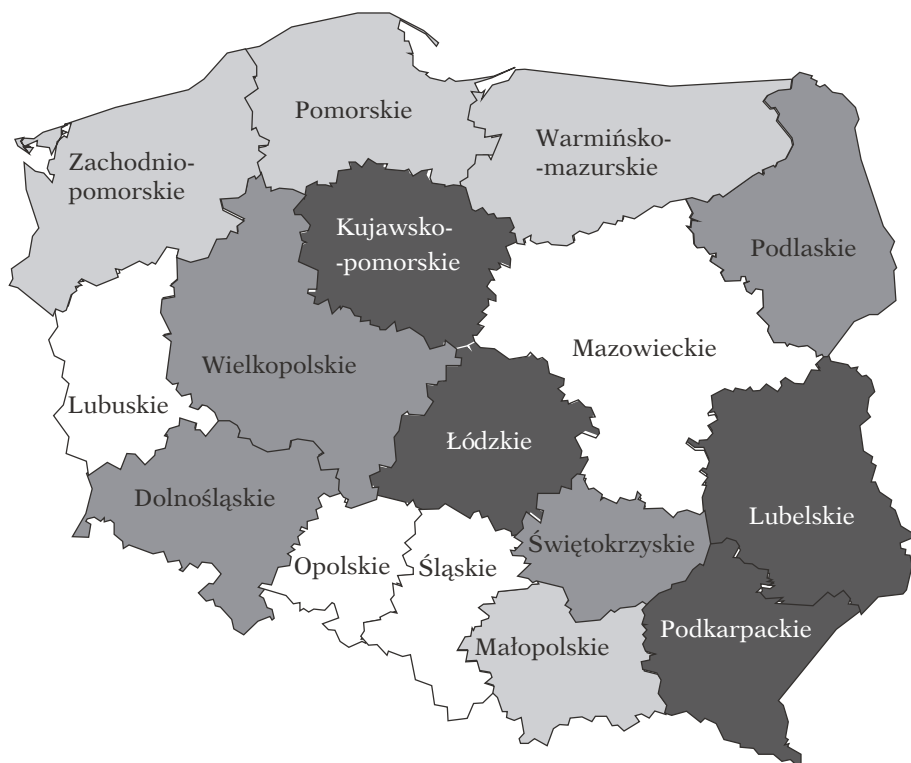 Pomorskie
Warmińsko-
-mazurskie
Zachodnio-
pomorskie
Kujawsko-
-pomorskie
Podlaskie
Mazowieckie
Wielkopolskie
Lubuskie
Łódzkie
Dolnośląskie
Lubelskie
Świętokrzyskie
Opolskie
Śląskie
Podkarpackie
Małopolskie